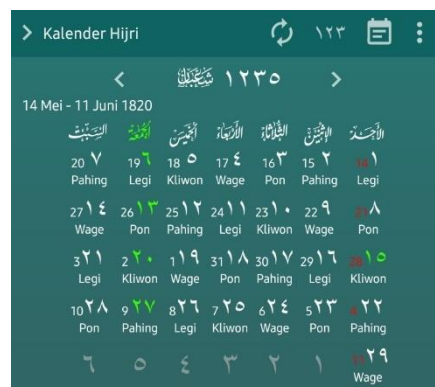 Kalender Hijri ١٢٣
شعبان ١٢٣٥
14 Mei - 11 Juni 1820
الأحد الإثنين الثلاثاء الأربعاء الخميس الجمعة السبت
20 ٧ 19 ٦ 18 ٥ 17 ٤ 16 ٣ 15 ٢ 14 ١
Pahing Legi Kliwon Wage Pon Pahing Legi
27 ١٤ 26 ١٣ 25 ١٢ 24 ١١ 23 ١٠ 22 ٩ 21 ٨
Wage Pon Pahing Legi Kliwon Wage Pon
3 ٢١ 2 ٢٠ 1 ١٩ 31 ١٨ 30 ١٧ 29 ١٦ 28 ١٥
Legi Kliwon Wage Pon Pahing Legi Kliwon
10 ٢٨ 9 ٢٧ 8 ٢٦ 7 ٢٥ 6 ٢٤ 5 ٢٣ 4 ٢٢
Pon Pahing Legi Kliwon Wage Pon Pahing
٦ ٥ ٤ ٣ ٢ ١ 11 ٢٩
Wage